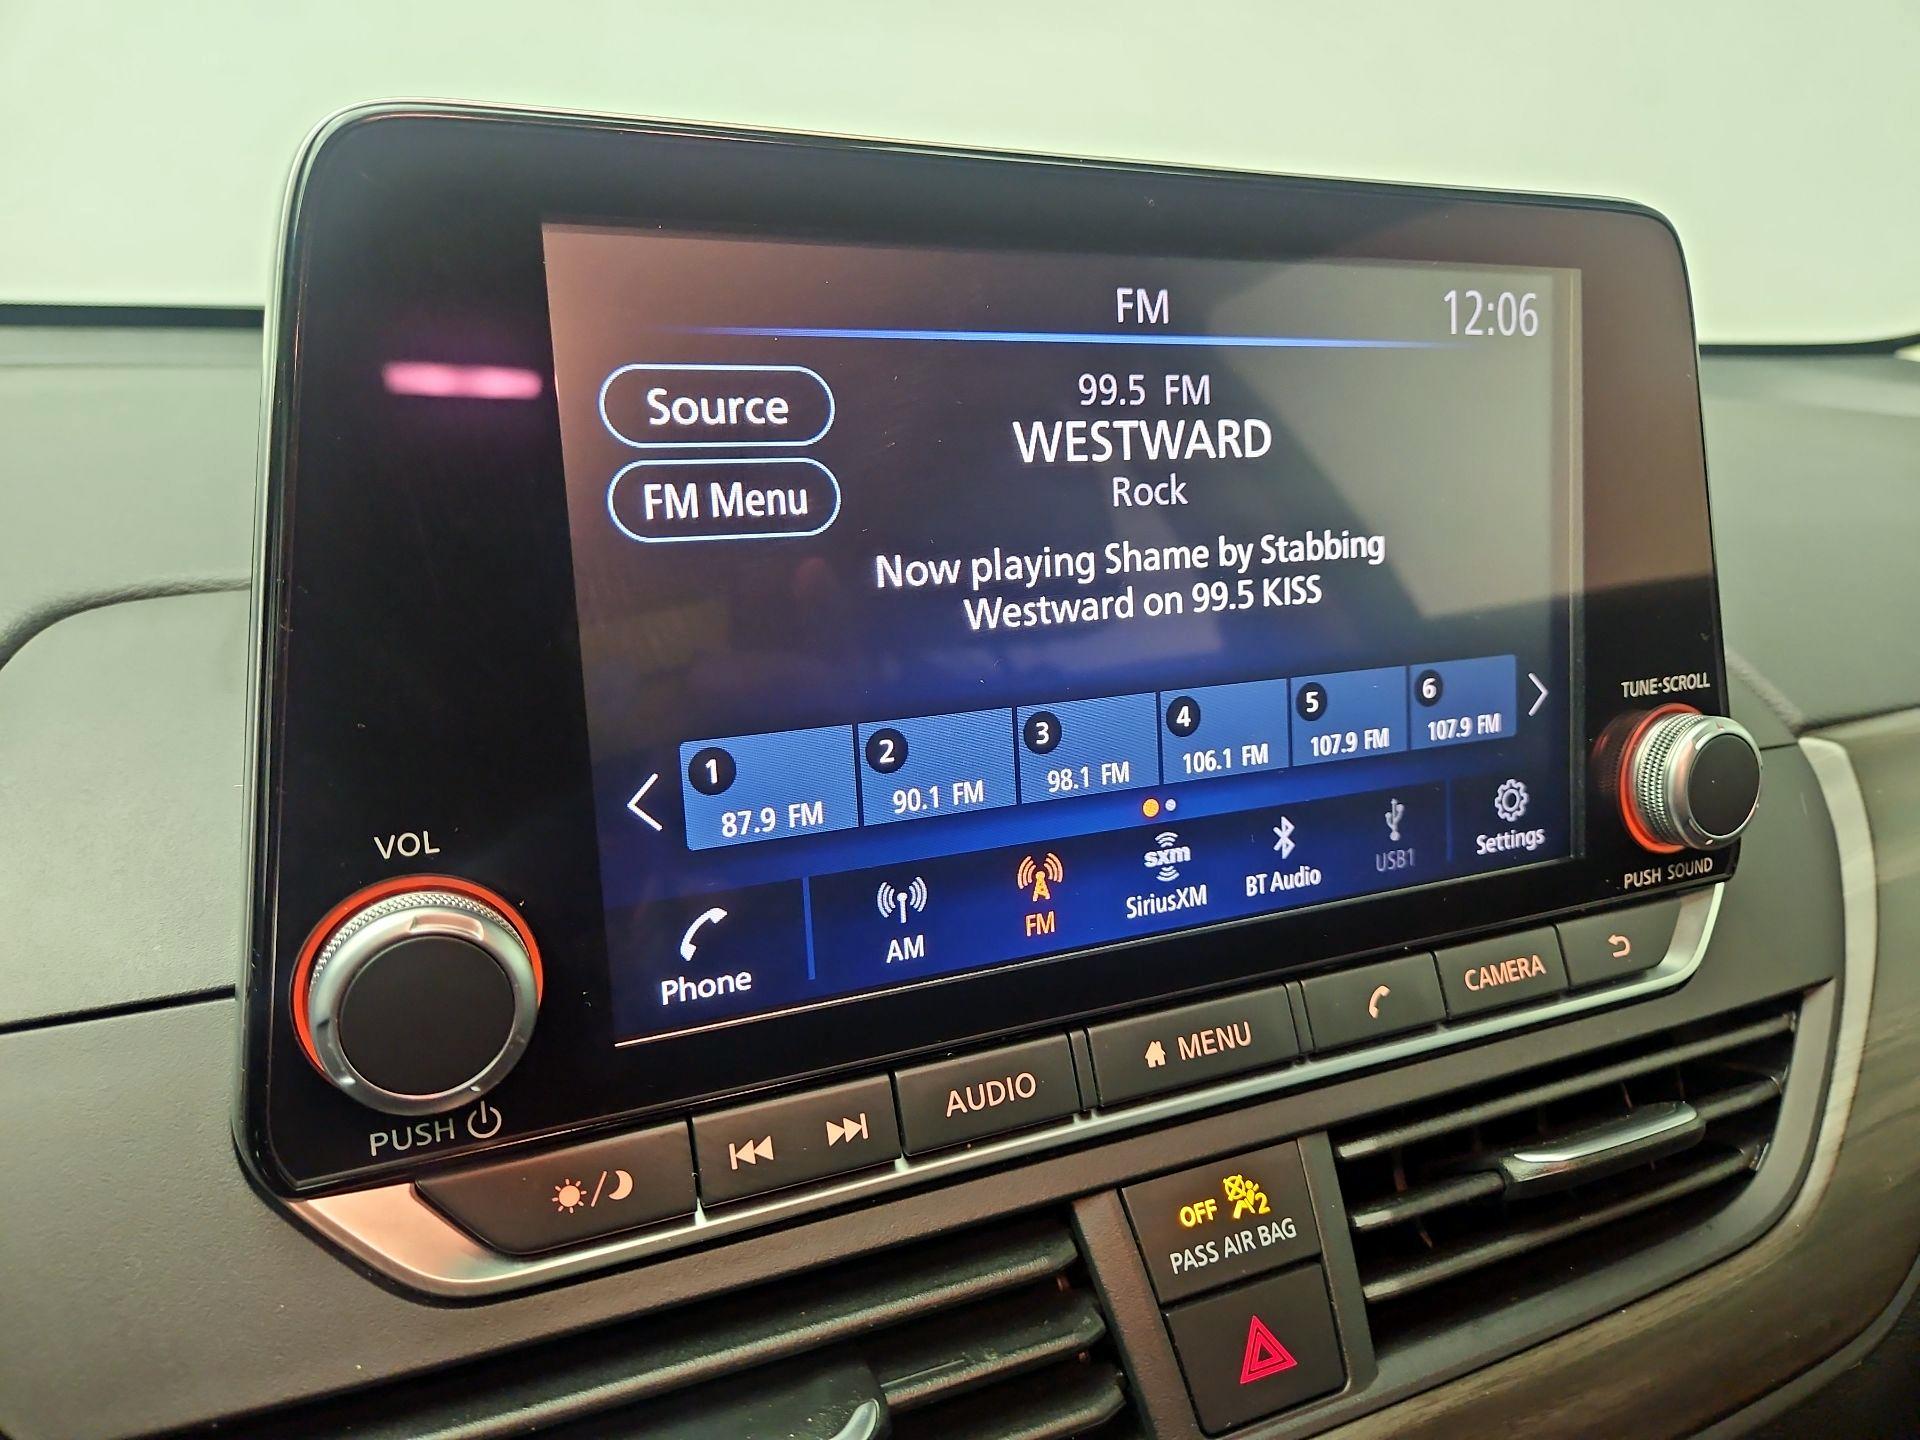 FM
12:06
Source
99.5 FM
WESTWARD
FM Menu
Rock
Now playing Shame by Stabbing
Westward on 99.5 KISS
1
87.9 FM
2
90.1 FM
3
98.1 FM
4
106.1 FM
5
107.9 FM
6
107.9 FM
Phone
AM
FM
sxm
SiriusXM
BT Audio
USB1
Settings
TUNE·SCROLL
PUSH SOUND
VOL
PUSH
AUDIO
MENU
CAMERA
OFF
2
PASS AIR BAG